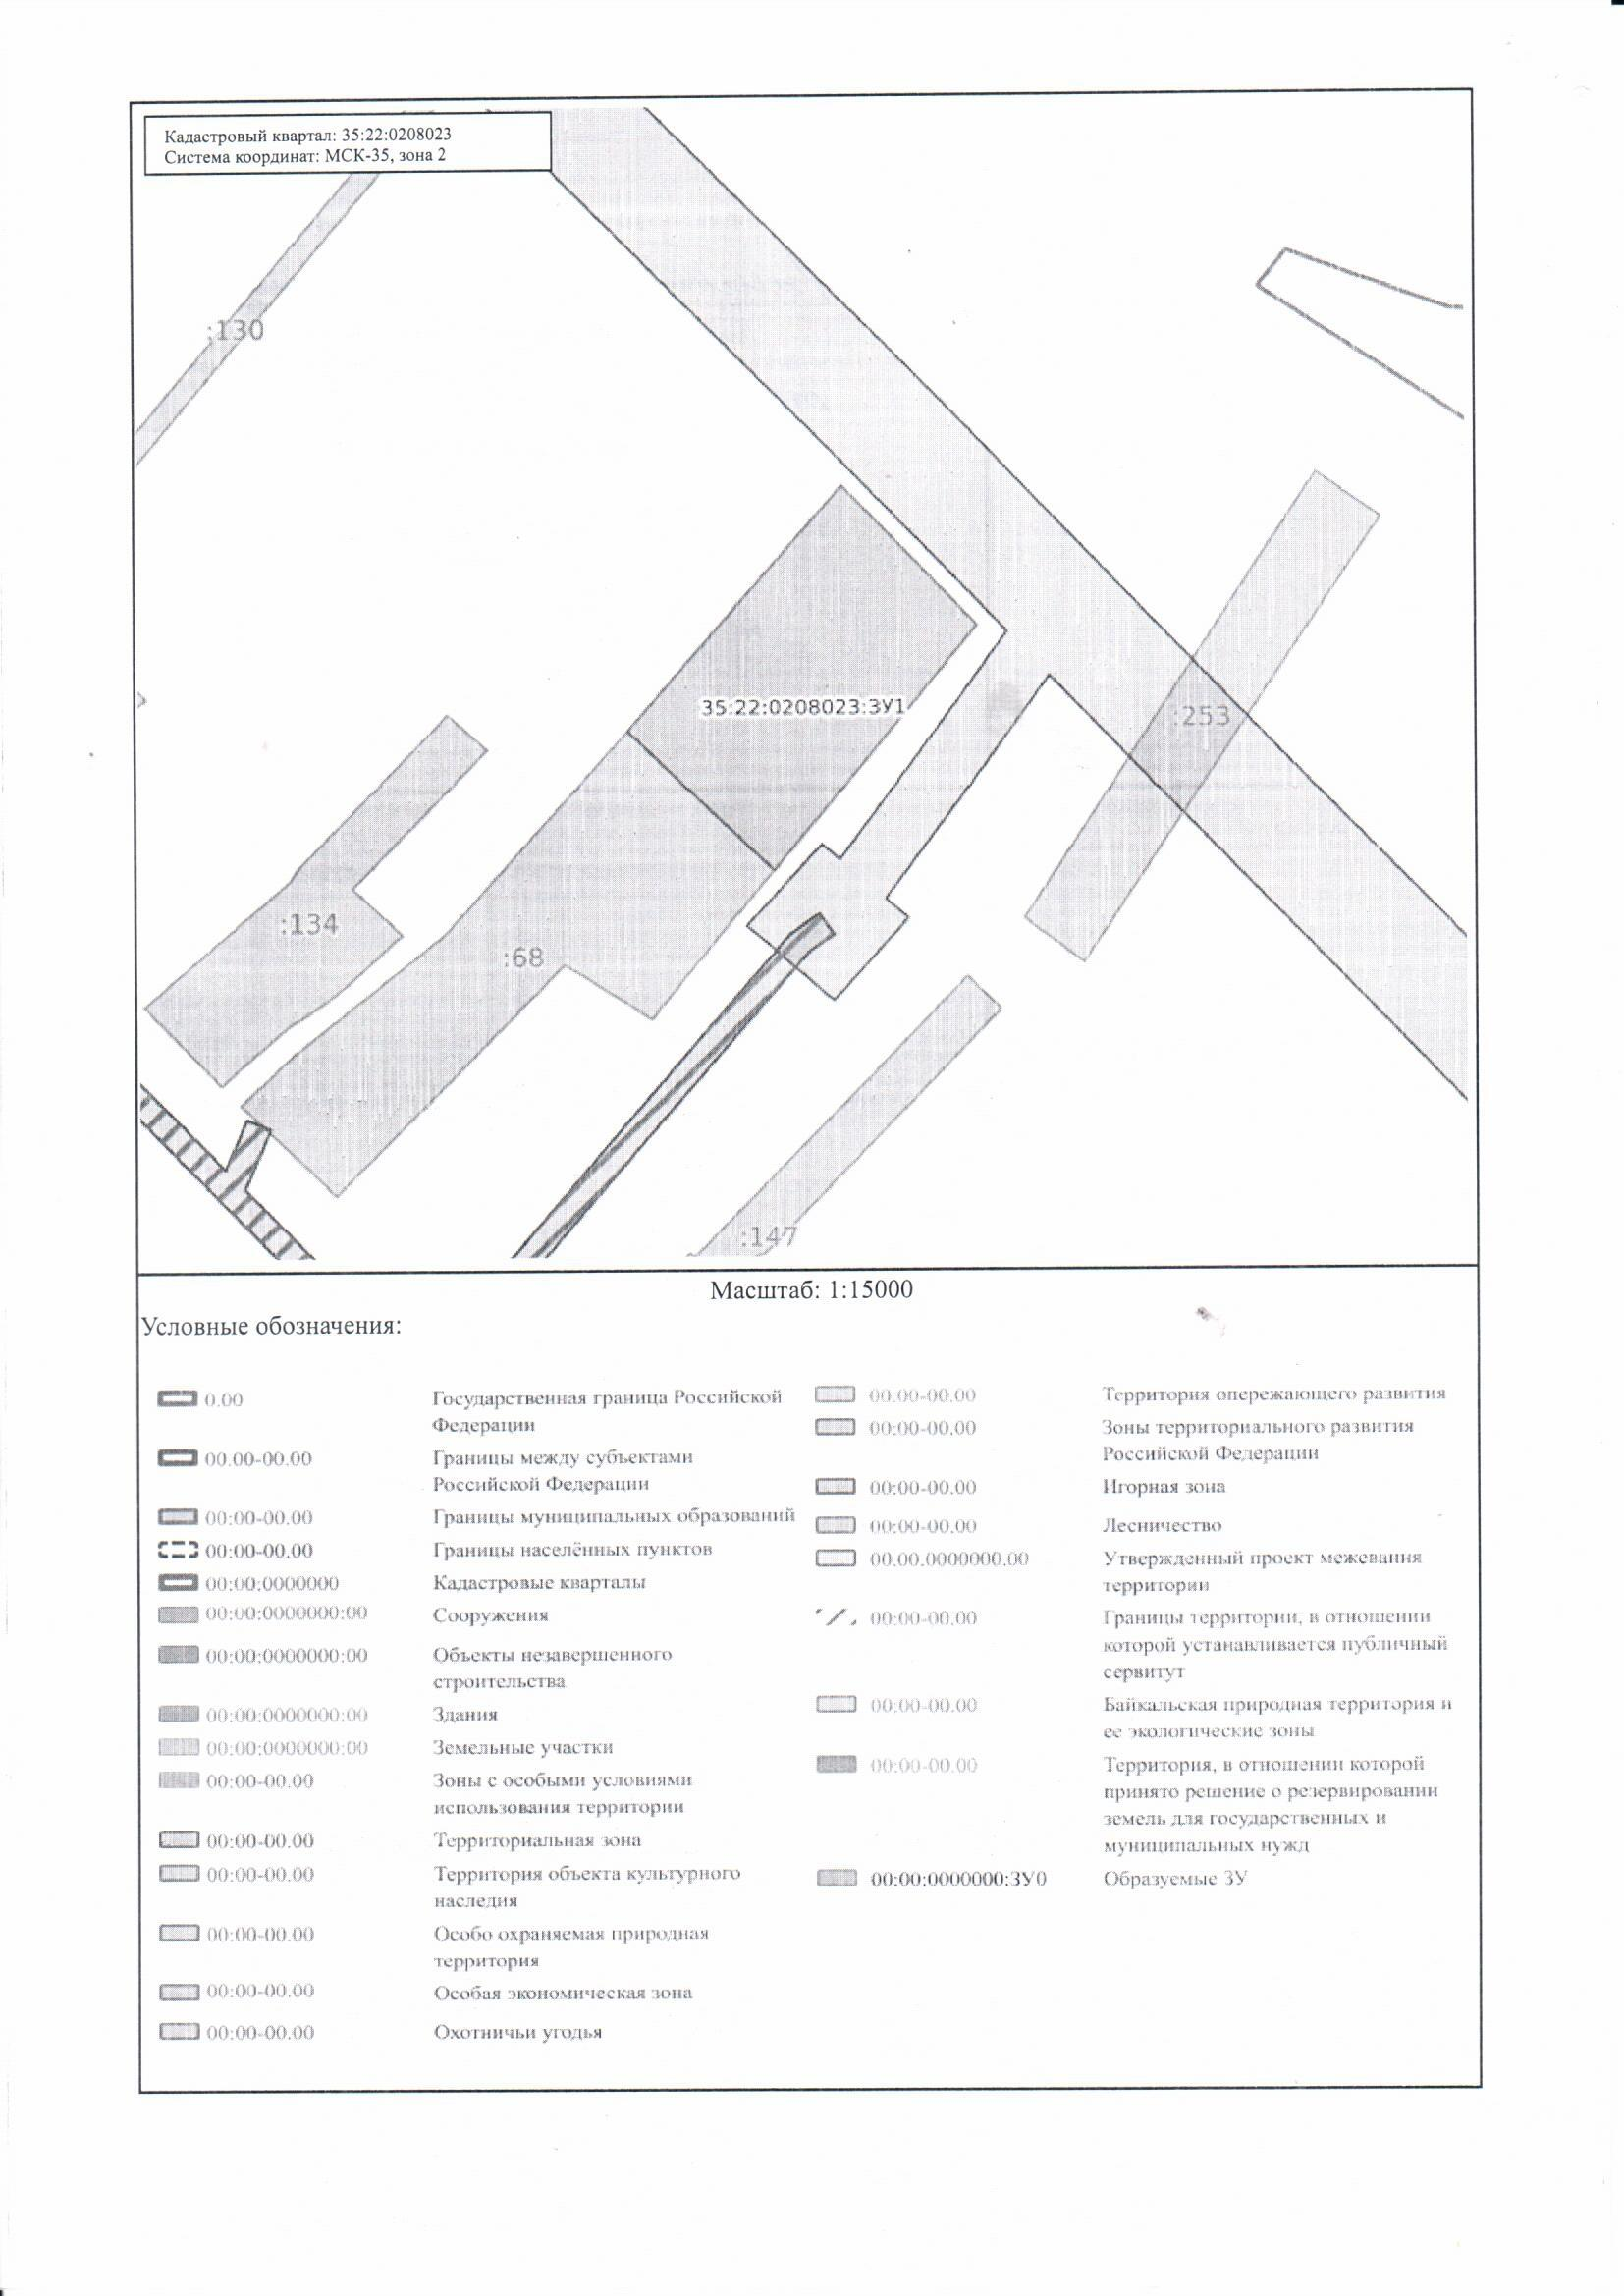 Кадастровый квартал: 35:22:0208023
Система координат: МСК-35, зона 2
:130
35:22:0208023:ЗУ1
:253
:134
:68
:147
Масштаб: 1:15000
Условные обозначения:
0.00
Государственная граница Российской
Федерации
00.00-00.00
Границы между субъектами
Российской Федерации
00:00-00.00
Границы муниципальных образований
00:00-00.00
Границы населённых пунктов
00:00:0000000
Кадастровые кварталы
00:00:0000000:00
Сооружения
00:00:0000000:00
Объекты незавершенного
строительства
00:00:0000000:00
Здания
00:00:0000000:00
Земельные участки
00:00-00.00
Зоны с особыми условиями
использования территории
00:00-00.00
Территориальная зона
00:00-00.00
Территория объекта культурного
наследия
00:00-00.00
Особо охраняемая природная
территория
00:00-00.00
Особая экономическая зона
00:00-00.00
Охотничьи угодья
00:00-00.00
Территория опережающего развития
00:00-00.00
Зоны территориального развития
Российской Федерации
00:00-00.00
Игорная зона
00:00-00.00
Лесничество
00.00.0000000.00
Утвержденный проект межевания
территории
00:00-00.00
Границы территории, в отношении
которой устанавливается публичный
сервитут
00:00-00.00
Байкальская природная территория и
ее экологические зоны
00:00-00.00
Территория, в отношении которой
принято решение о резервировании
земель для государственных и
муниципальных нужд
00:00:0000000:ЗУ0
Образуемые ЗУ